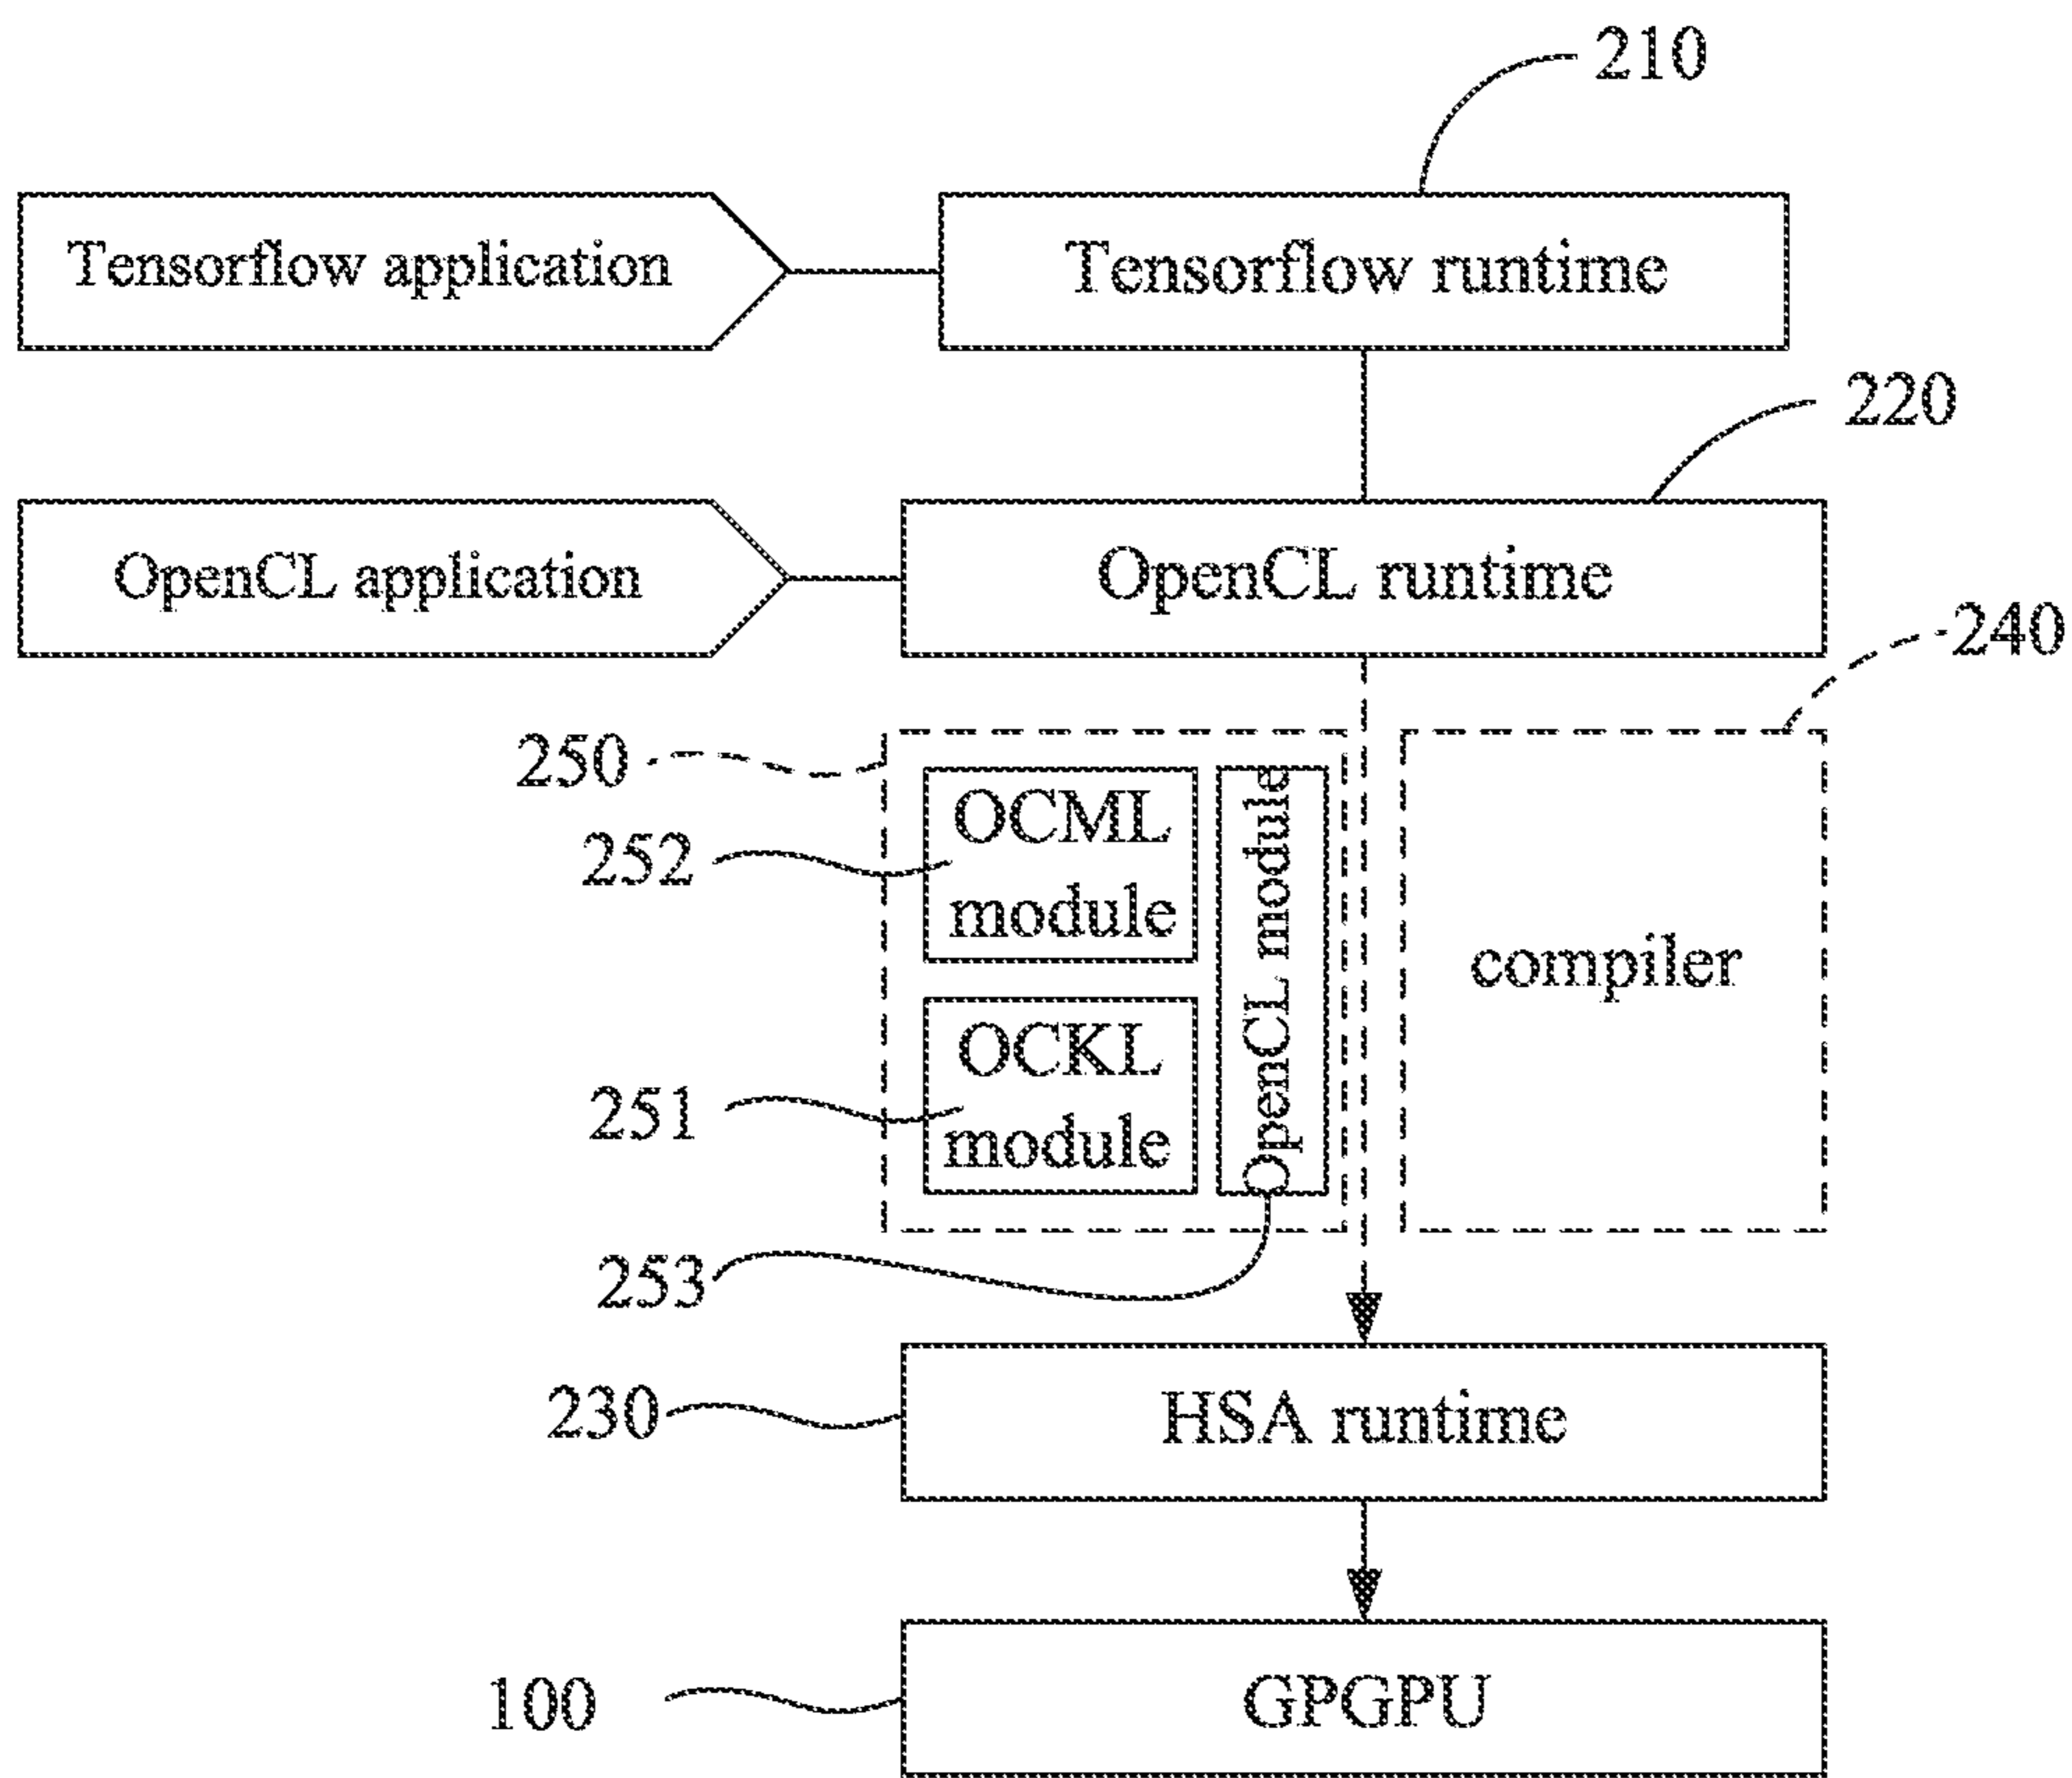 210
Tensorflow application
Tensorflow runtime
220
OpenCL application
OpenCL runtime
240
250
252
OCML
module
OpenCL module
compiler
251
OCKL
module
253
230
HSA runtime
100
GPGPU